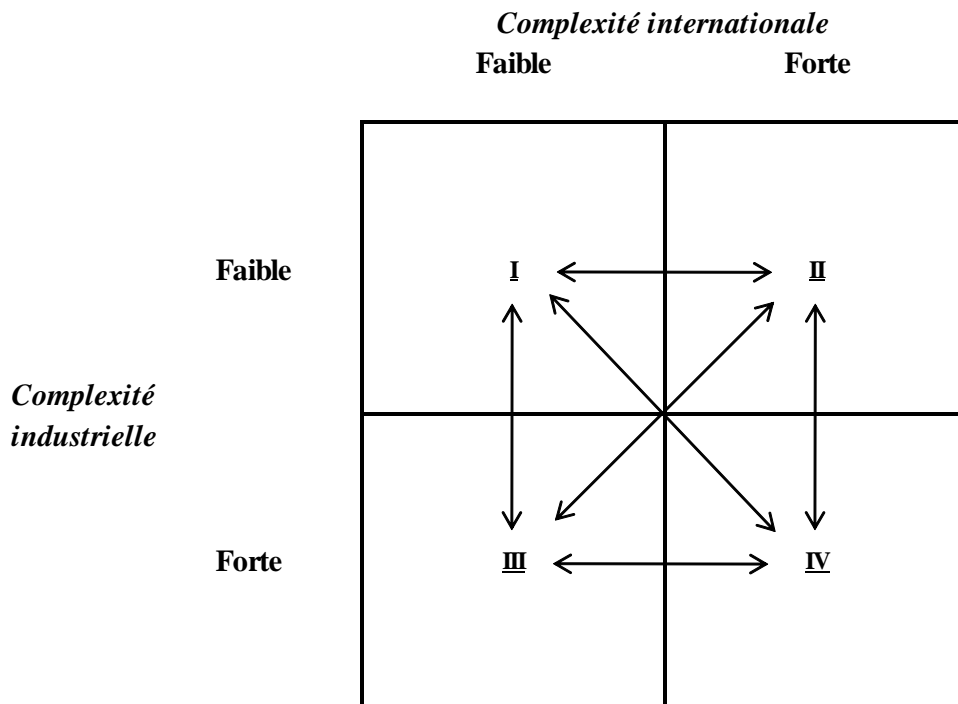 Complexité internationale
Faible Forte
Faible I II
Complexité
industrielle
Forte III IV